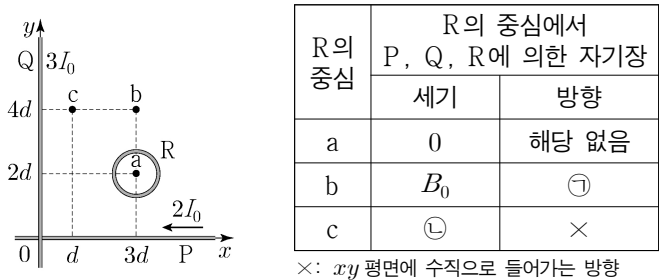 y
Q 3I₀
4d c b
R
2d a
2I₀
0 d 3d P x
R의 중심
R의 중심에서 P, Q, R에 의한 자기장
세기 방향
a 0 해당 없음
b B₀ ㉠
c ㉡ ×
×: xy 평면에 수직으로 들어가는 방향